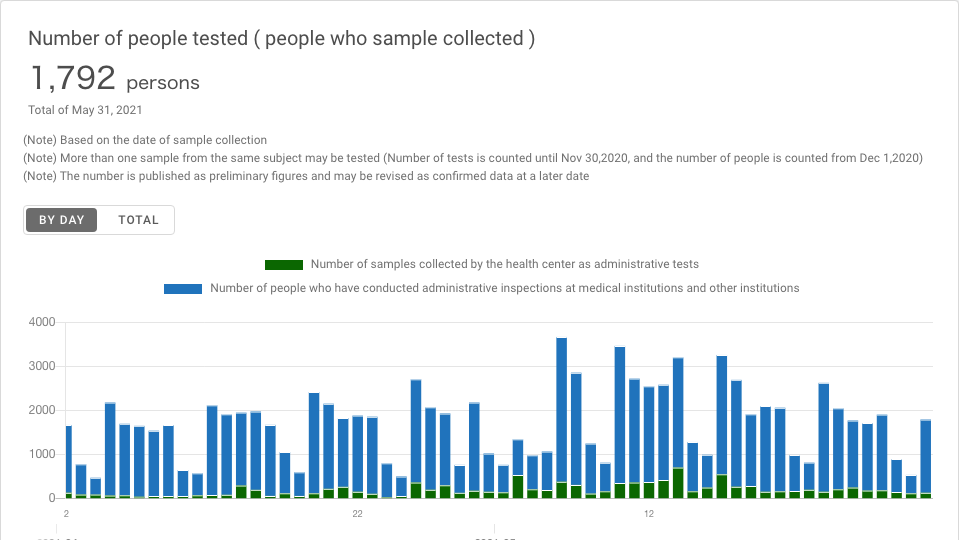 Number of people tested ( people who sample collected )
1,792 persons
Total of May 31, 2021
(Note) Based on the date of sample collection
(Note) More than one sample from the same subject may be tested (Number of tests is counted until Nov 30,2020, and the number of people is counted from Dec 1,2020)
(Note) The number is published as preliminary figures and may be revised as confirmed data at a later date
BY DAY TOTAL
Number of samples collected by the health center as administrative tests
Number of people who have conducted administrative inspections at medical institutions and other institutions
4000
3000
2000
1000
0
2 22 12